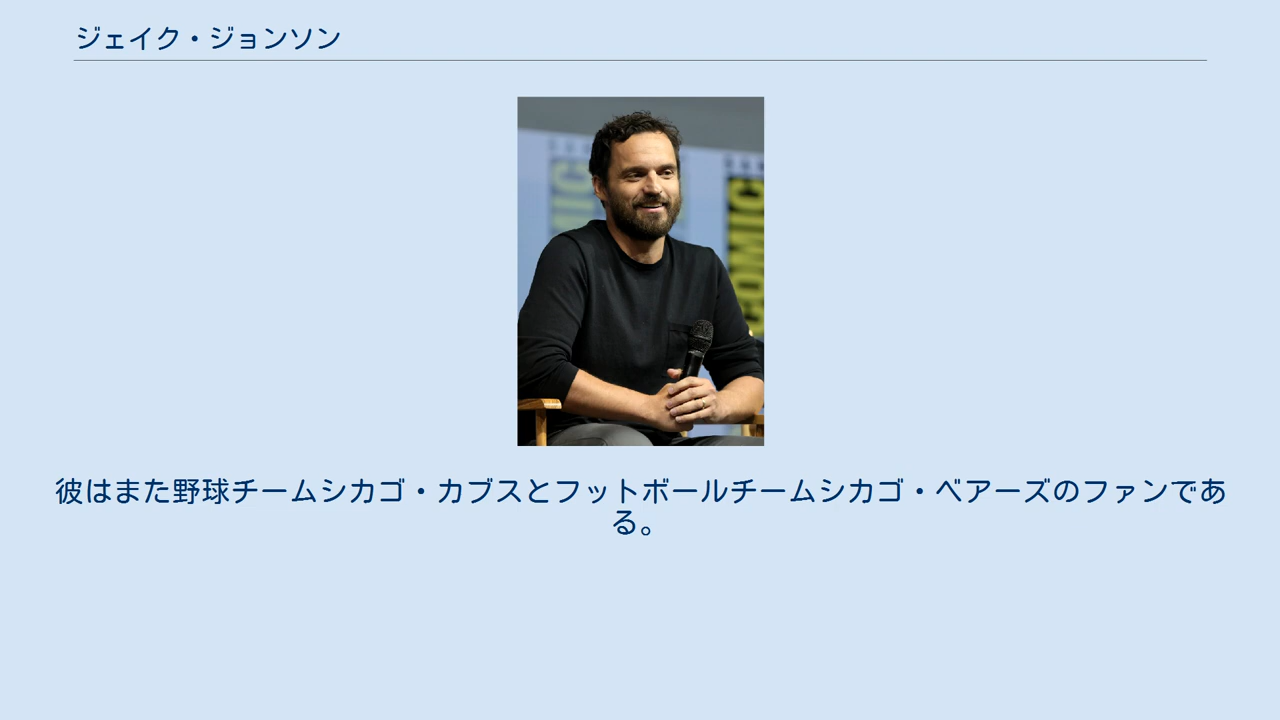 ジェイク・ジョンソン
COMIC
彼はまた野球チームシカゴ・カブスとフットボールチームシカゴ・ベアーズのファンであ
る。